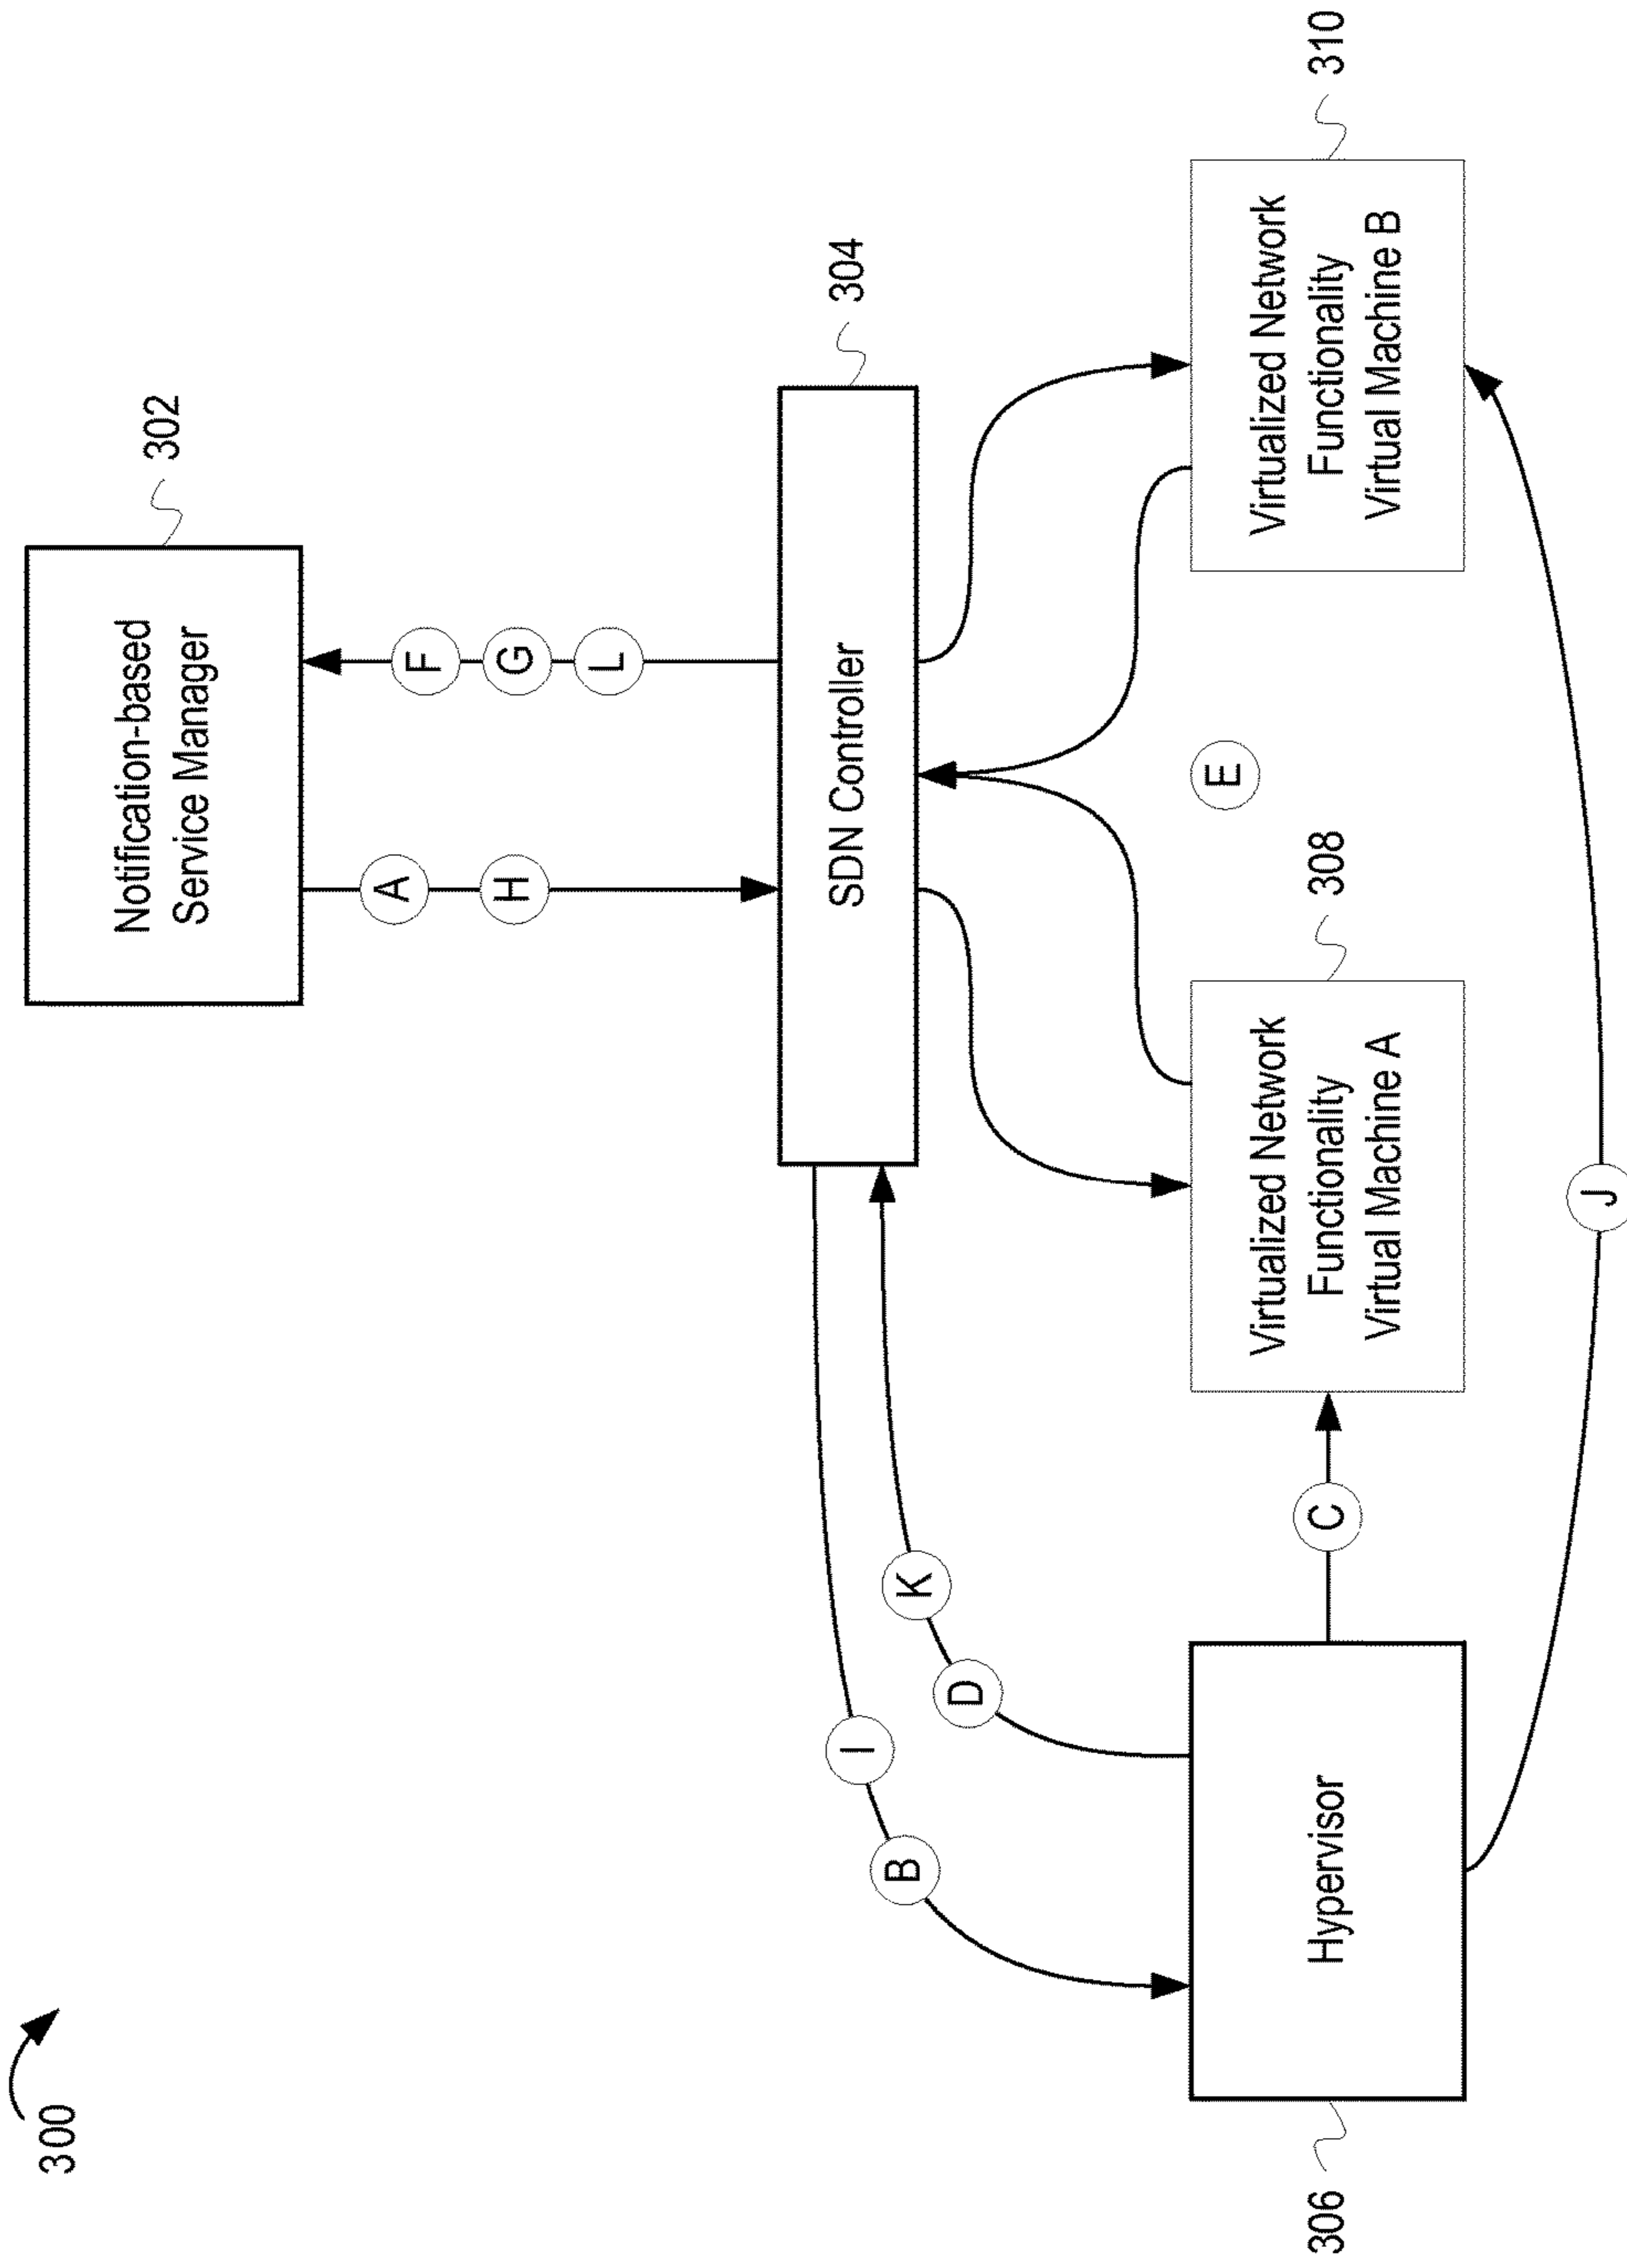 300
Notification-based
Service Manager
302
A
H
F
G
L
SDN Controller
304
I
B
K
D
E
Hypervisor
306
C
Virtualized Network
Functionality
Virtual Machine A
308
Virtualized Network
Functionality
Virtual Machine B
310
J